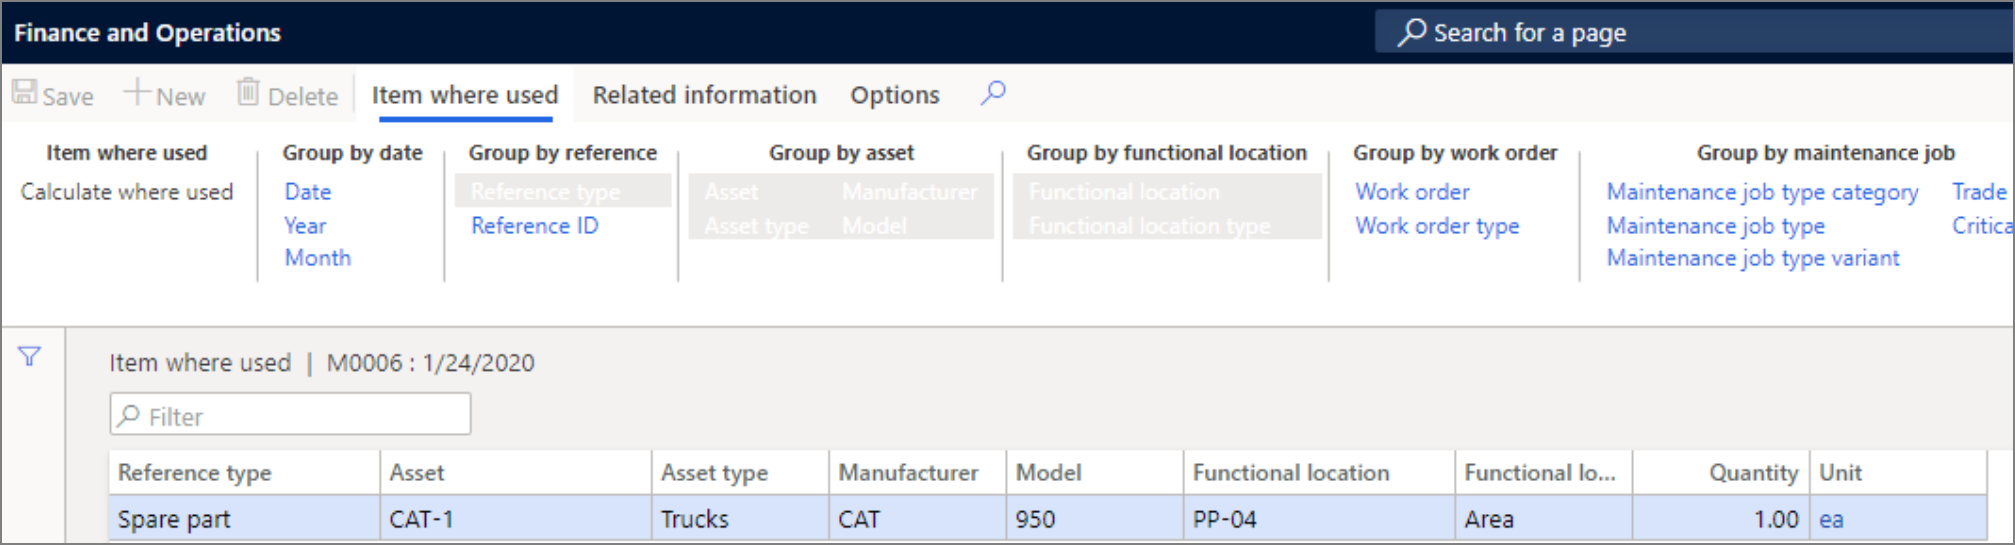 Finance and Operations
Search for a page
Save New Delete Item where used Related information Options
Item where used Group by date Group by reference Group by asset Group by functional location Group by work order Group by maintenance job
Calculate where used Date Reference type Asset Manufacturer Functional location Work order Maintenance job type category Trade
Year Reference ID Asset type Model Functional location type Work order type Maintenance job type Critica
Month Maintenance job type variant
Item where used | M0006 : 1/24/2020
Filter
Reference type Asset Asset type Manufacturer Model Functional location Functional lo... Quantity Unit
Spare part CAT-1 Trucks CAT 950 PP-04 Area 1.00 ea